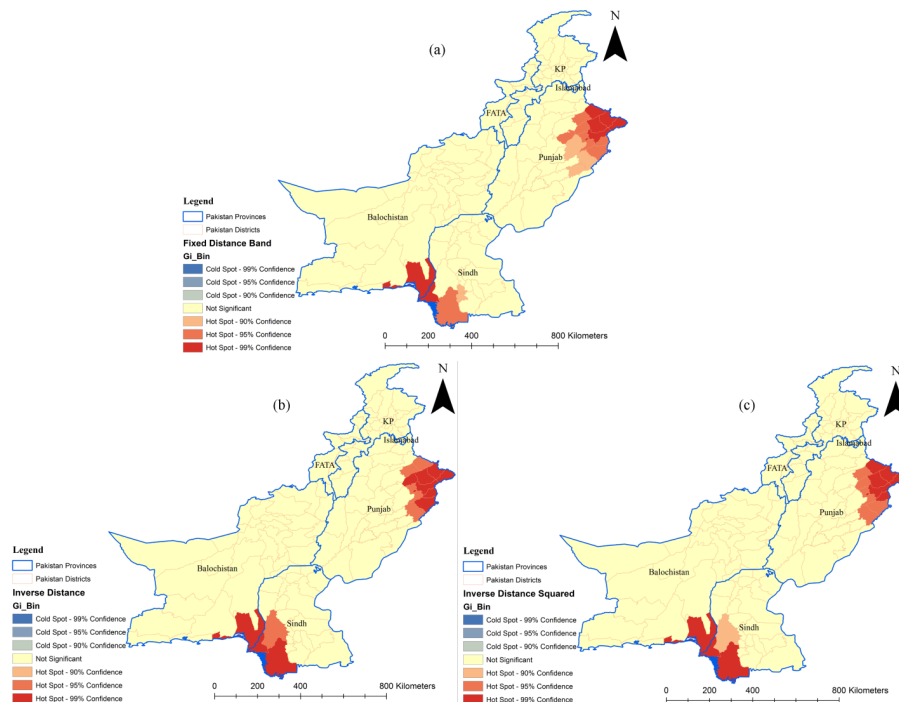 N
(a)
KP
Islamabad
FATA
Punjab
Legend
Pakistan Provinces
Pakistan Districts
Balochistan
Fixed Distance Band
Gi_Bin
Cold Spot - 99% Confidence
Cold Spot - 95% Confidence
Sindh
Cold Spot - 90% Confidence
Not Significant
Hot Spot - 90% Confidence
Hot Spot - 95% Confidence
Hot Spot - 99% Confidence
0 200 400 800 Kilometers
N
(b)
KP
Islamabad
FATA
Punjab
Legend
Pakistan Provinces
Pakistan Districts
Balochistan
Inverse Distance
Gi_Bin
Cold Spot - 99% Confidence
Cold Spot - 95% Confidence
Sindh
Cold Spot - 90% Confidence
Not Significant
Hot Spot - 90% Confidence
Hot Spot - 95% Confidence
Hot Spot - 99% Confidence
0 200 400 800 Kilometers
N
(c)
KP
Islamabad
FATA
Punjab
Legend
Pakistan Provinces
Pakistan Districts
Balochistan
Inverse Distance Squared
Gi_Bin
Cold Spot - 99% Confidence
Cold Spot - 95% Confidence
Sindh
Cold Spot - 90% Confidence
Not Significant
Hot Spot - 90% Confidence
Hot Spot - 95% Confidence
Hot Spot - 99% Confidence
0 200 400 800 Kilometers